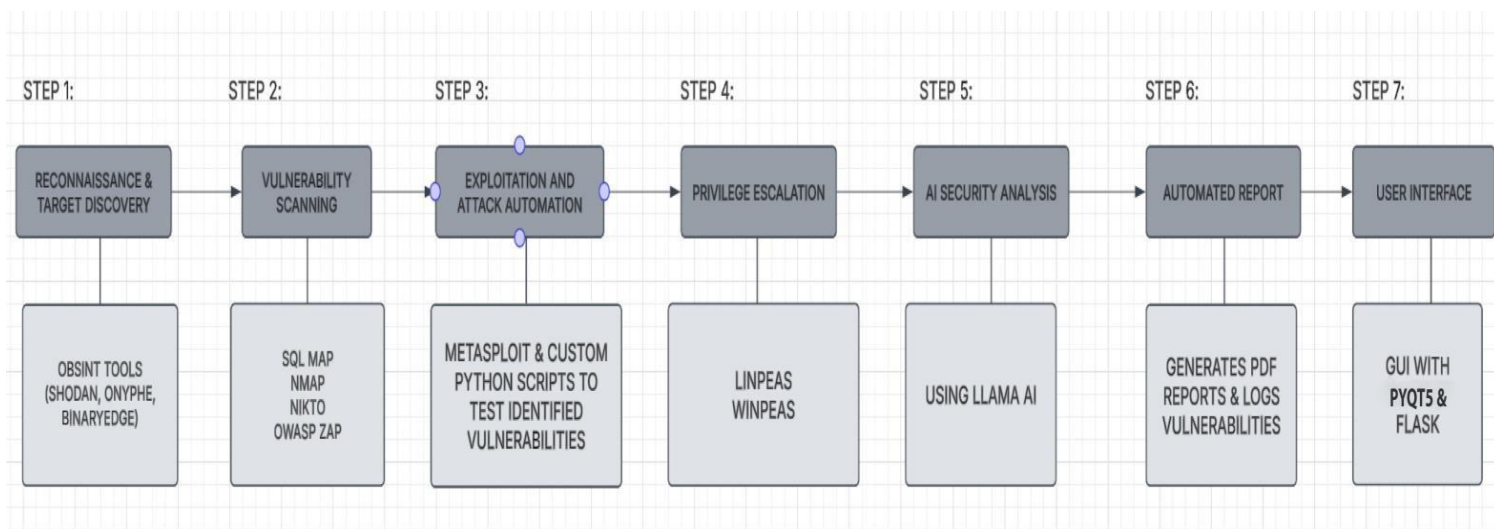 STEP 1:
STEP 2:
STEP 3:
STEP 4:
STEP 5:
STEP 6:
STEP 7:
RECONNAISSANCE &
TARGET DISCOVERY
VULNERABILITY
SCANNING
EXPLOITATION AND
ATTACK AUTOMATION
PRIVILEGE ESCALATION
AI SECURITY ANALYSIS
AUTOMATED REPORT
USER INTERFACE
OBSINT TOOLS
(SHODAN, ONYPHE,
BINARYEDGE)
SQL MAP
NMAP
NIKTO
OWASP ZAP
METASPLOIT & CUSTOM
PYTHON SCRIPTS TO
TEST IDENTIFIED
VULNERABILITIES
LINPEAS
WINPEAS
USING LLAMA AI
GENERATES PDF
REPORTS & LOGS
VULNERABILITIES
GUI WITH
PYQT5 &
FLASK